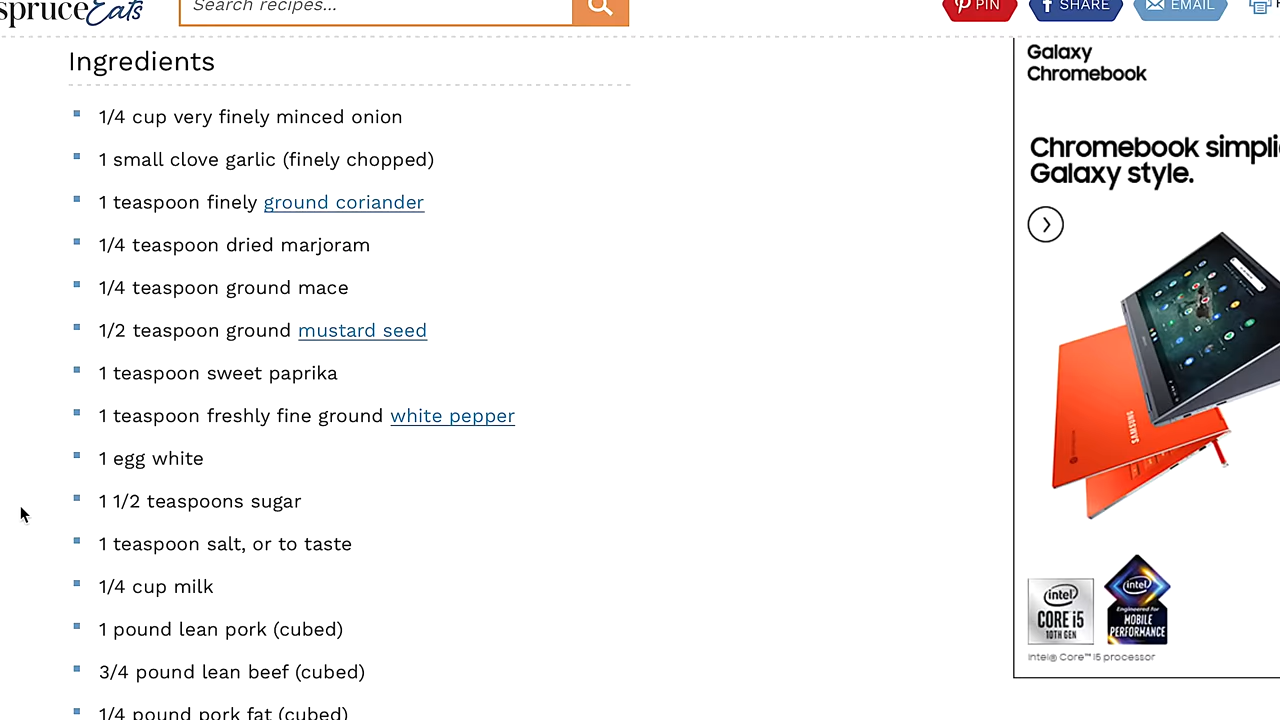 spruce Eats
Search recipes...
PIN
SHARE
EMAIL
Ingredients
1/4 cup very finely minced onion
1 small clove garlic (finely chopped)
1 teaspoon finely ground coriander
1/4 teaspoon dried marjoram
1/4 teaspoon ground mace
1/2 teaspoon ground mustard seed
1 teaspoon sweet paprika
1 teaspoon freshly fine ground white pepper
1 egg white
1 1/2 teaspoons sugar
1 teaspoon salt, or to taste
1/4 cup milk
1 pound lean pork (cubed)
3/4 pound lean beef (cubed)
1/4 pound pork fat (cubed)
Galaxy
Chromebook
Chromebook simpli
Galaxy style.
SAMSUNG
intel
CORE i5
10TH GEN
intel
Engineered for
MOBILE
PERFORMANCE
Intel® Core™ i5 processor